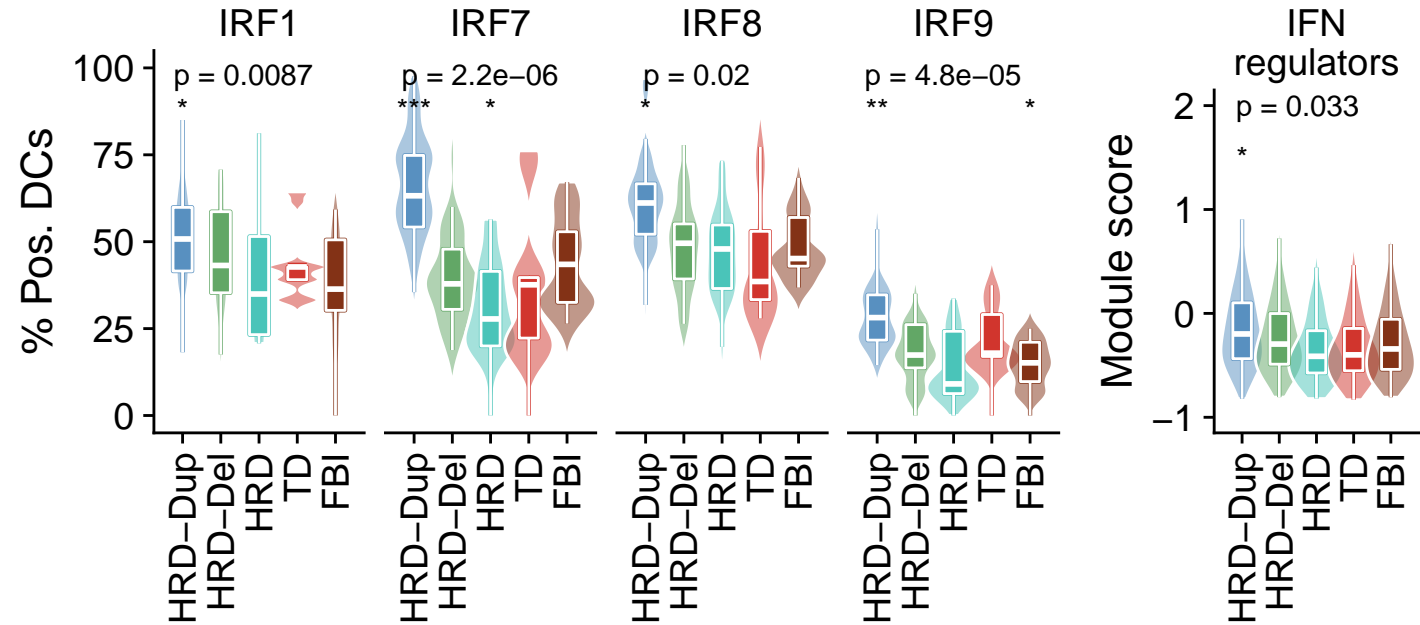 IRF1
IRF7
IRF8
IRF9
IFN
regulators
% Pos. DCs
100
75
50
25
0
p = 0.0087
*
p = 2.2e−06
***
*
p = 0.02
*
p = 4.8e−05
**
*
Module score
2
1
0
−1
p = 0.033
*
HRD−Dup
HRD−Del
HRD
TD
FBI
HRD−Dup
HRD−Del
HRD
TD
FBI
HRD−Dup
HRD−Del
HRD
TD
FBI
HRD−Dup
HRD−Del
HRD
TD
FBI
HRD−Dup
HRD−Del
HRD
TD
FBI